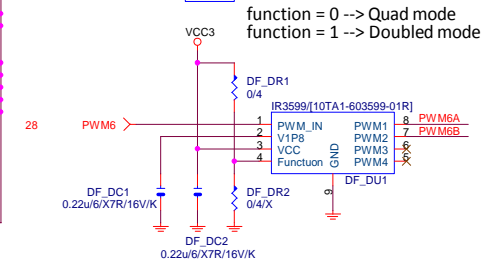 function = 0 --> Quad mode
function = 1 --> Doubled mode
VCC3
DF_DR1
0/4
IR3599/[10TA1-603599-01R]
28
PWM6
1
PWM_IN
PWM1
8
PWM6A
2
V1P8
PWM2
7
PWM6B
3
VCC
PWM3
6
4
Functuon
GND
PWM4
5
9
DF_DU1
DF_DC1
0.22u/6/X7R/16V/K
DF_DR2
0/4/X
DF_DC2
0.22u/6/X7R/16V/K